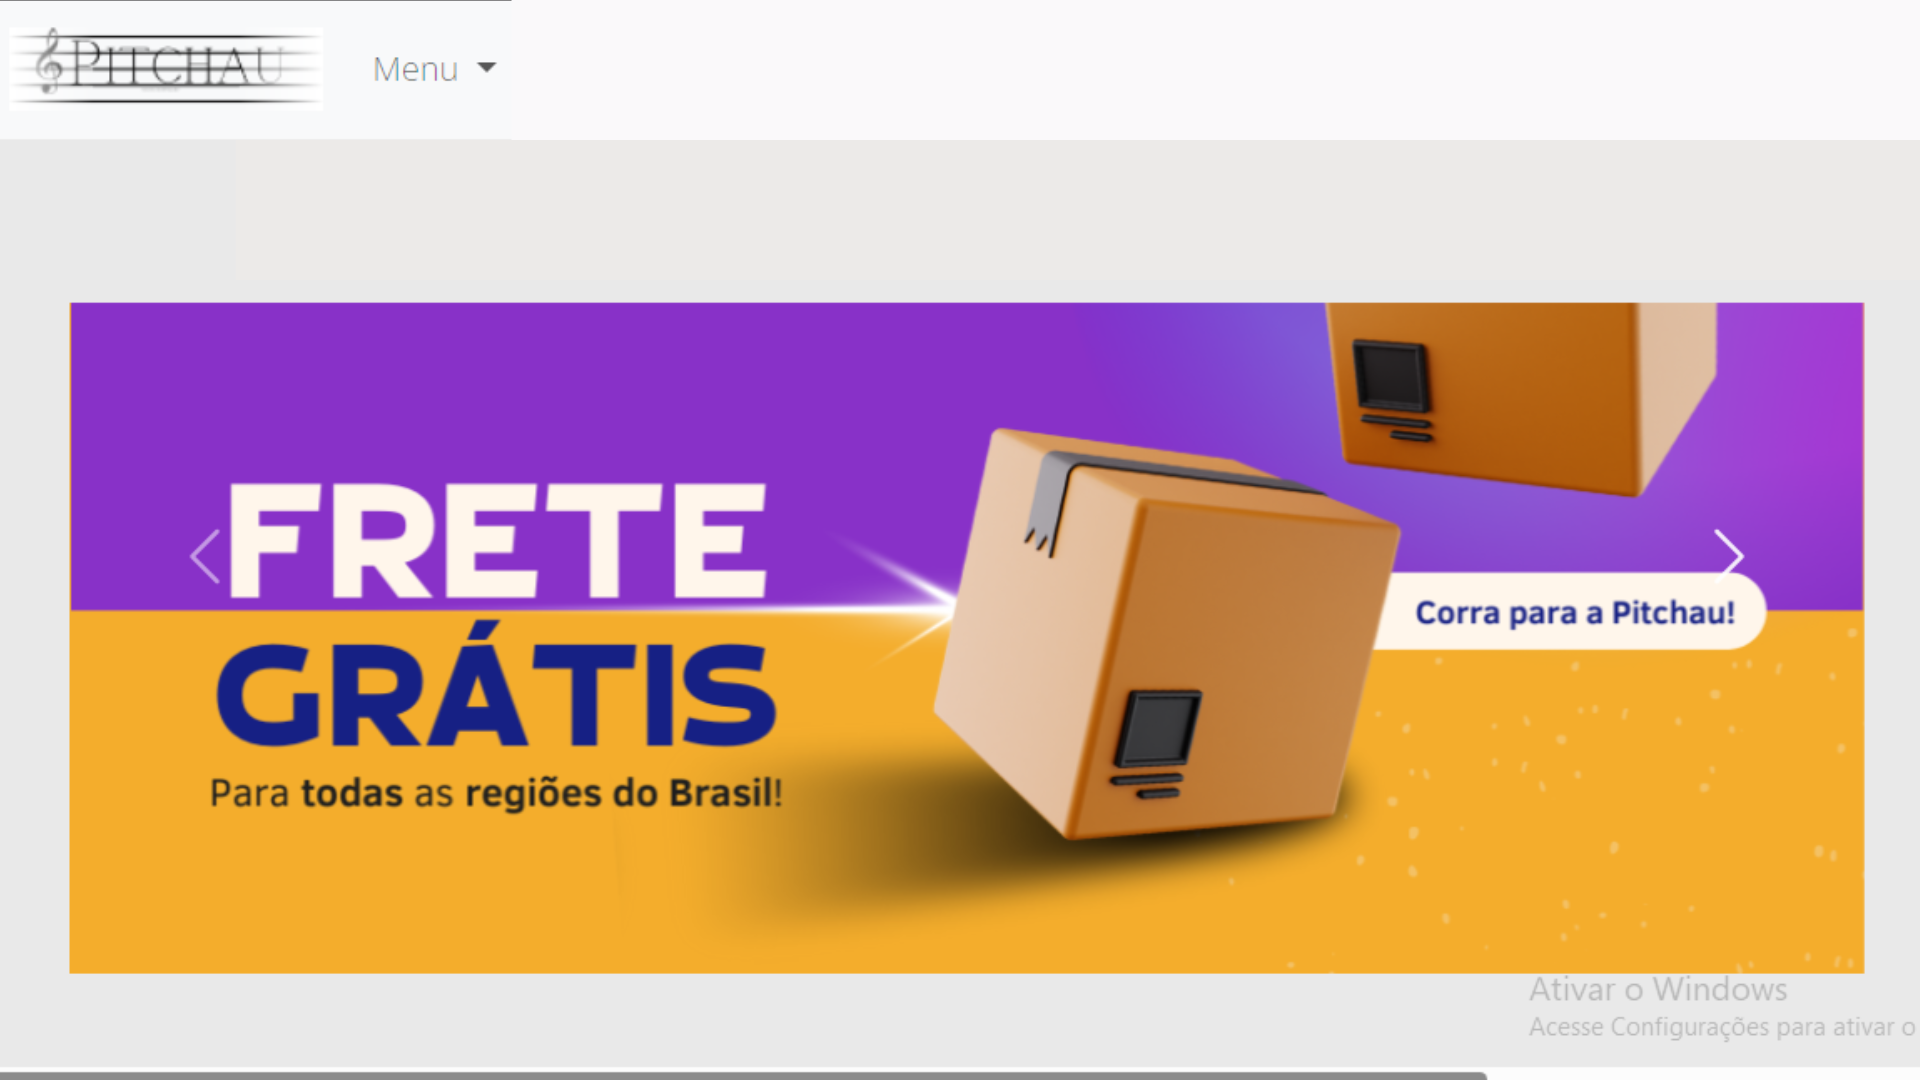 PITCHAU
Menu
FRETE
GRÁTIS
Para todas as regiões do Brasil!
Corra para a Pitchau!
Ativar o Windows
Acesse Configurações para ativar o